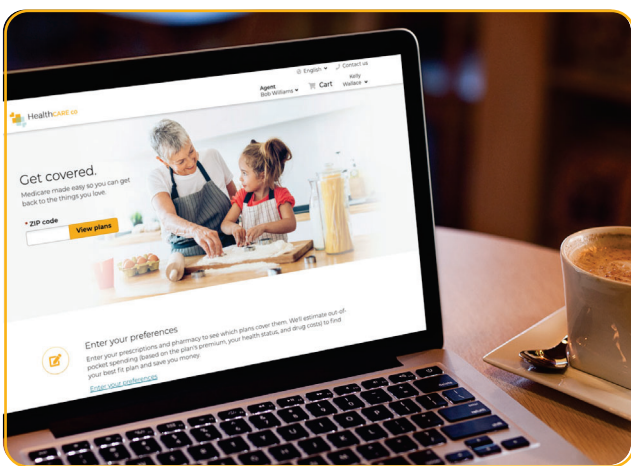 English
Contact us
HealthCARE co
Agent
Bob Williams
Cart
Kelly
Wallace
Get covered.
Medicare made easy so you can get
back to the things you love.
* ZIP code
View plans
Enter your preferences
Enter your prescriptions and pharmacy to see which plans cover them. We'll estimate out-of-
pocket spending (based on the plan's premium, your health status, and drug costs) to find
your best fit plan and save you money.
Enter your preferences